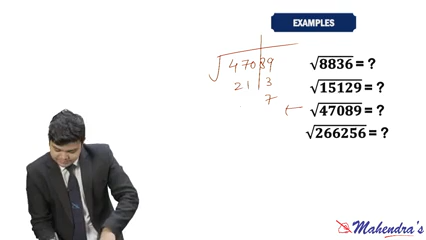 EXAMPLES
√47089
21 3
7
√8836 = ?
√15129 = ?
√47089 = ?
√266256 = ?
Mahendra's